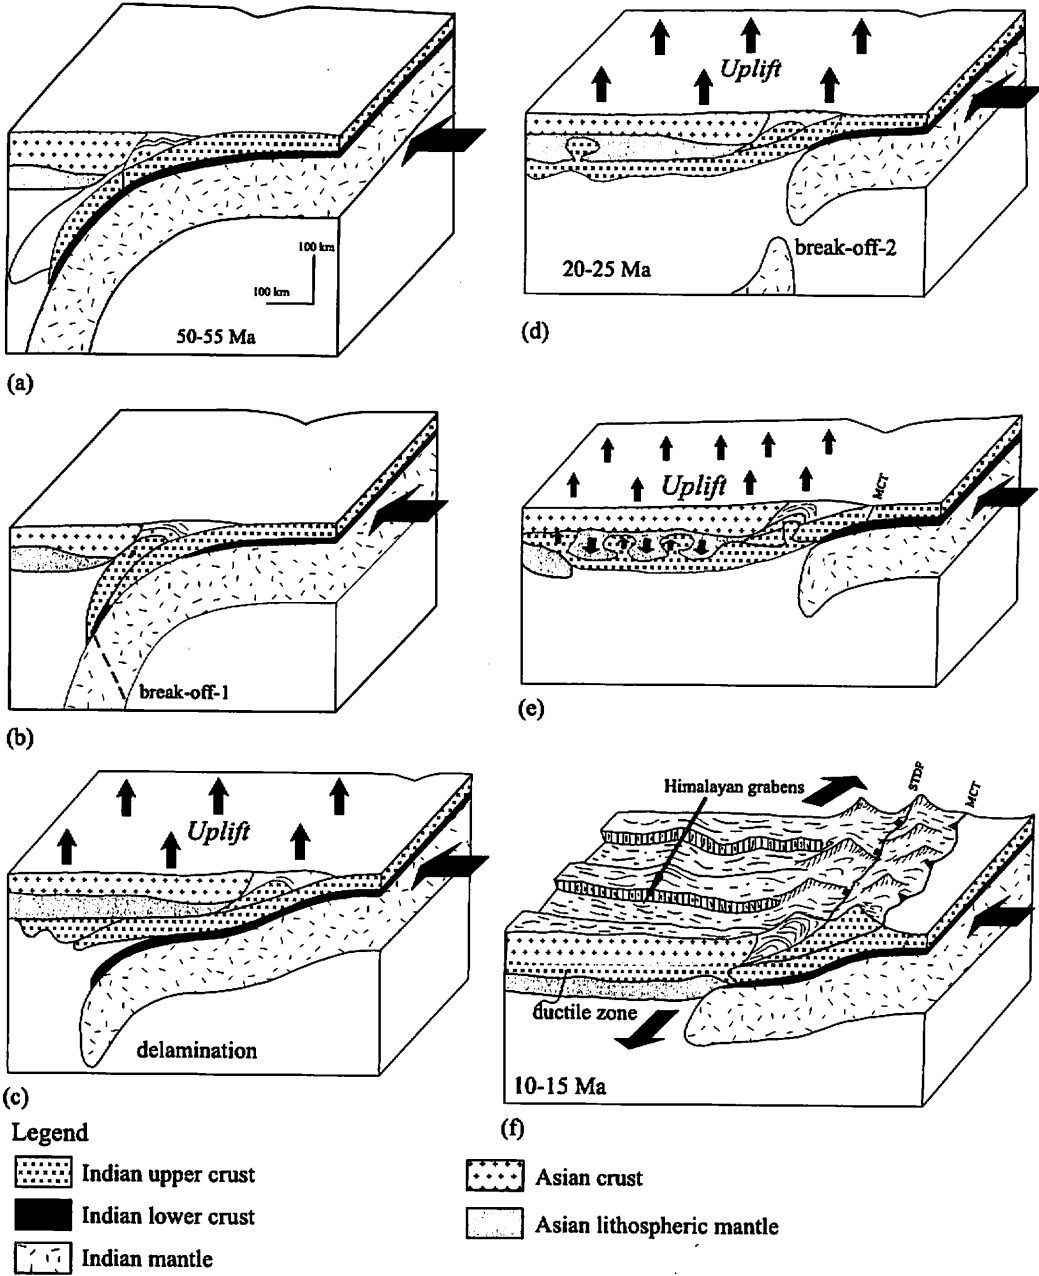 100 km
100 km
50-55 Ma
(a)
break-off-1
(b)
Uplift
delamination
(c)
Uplift
break-off-2
20-25 Ma
(d)
MCT
Uplift
(e)
STDF
MCT
Himalayan grabens
ductile zone
10-15 Ma
(f)
Legend
Indian upper crust
Indian lower crust
Indian mantle
Asian crust
Asian lithospheric mantle